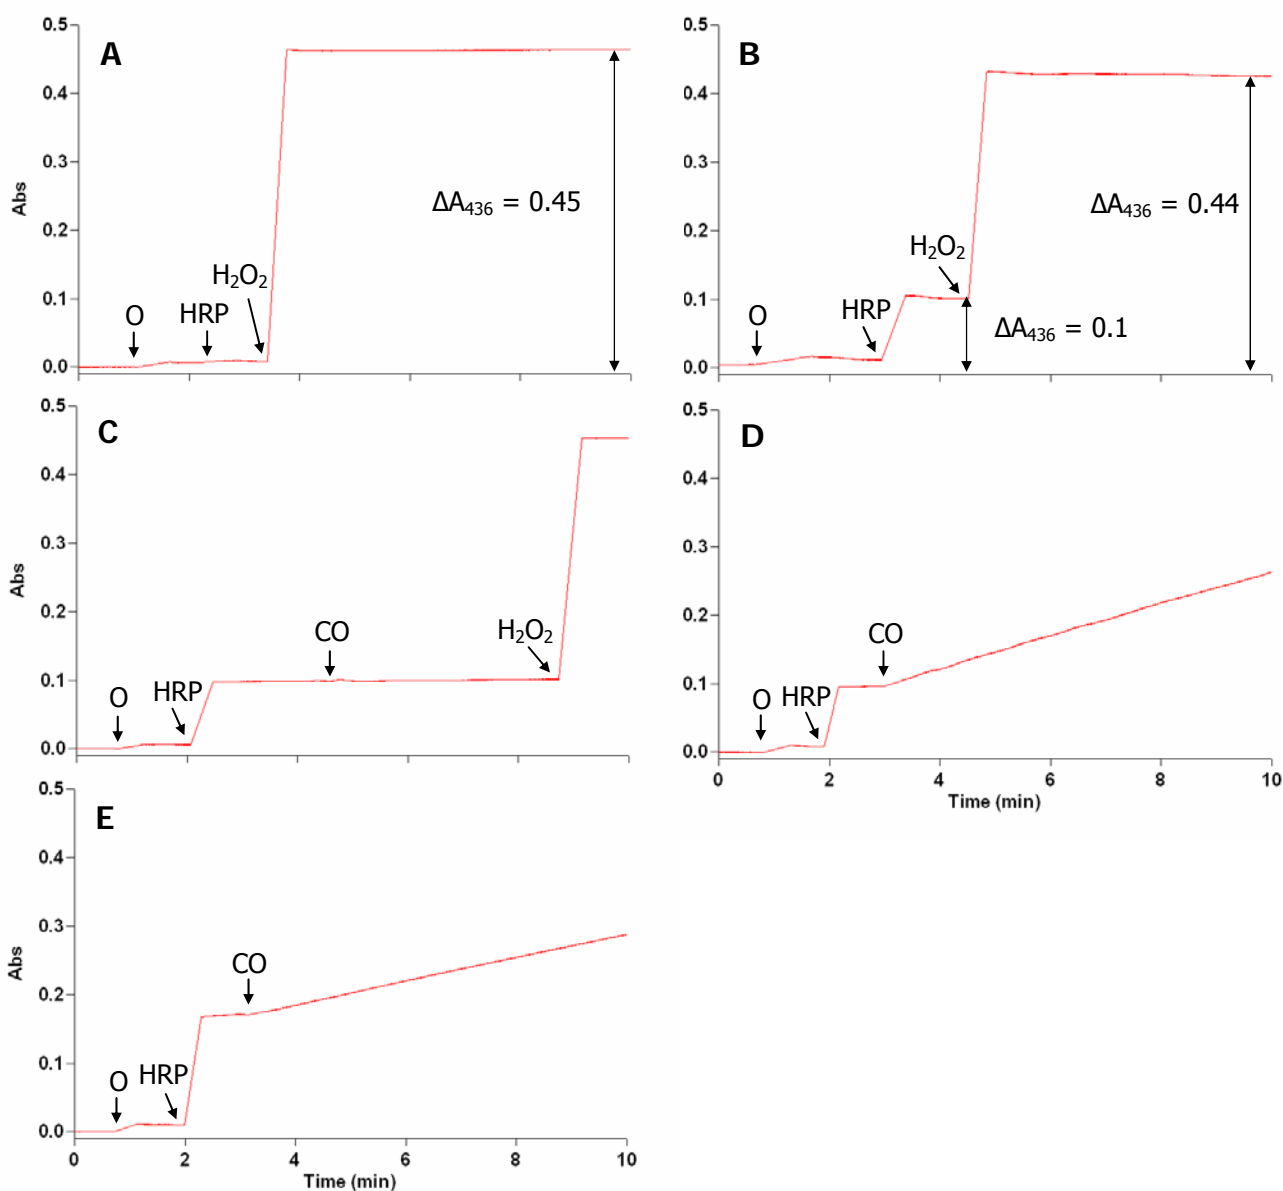 A
0.5
0.4
0.3
0.2
0.1
0.0
Abs
O
HRP
H₂O₂
ΔA₄₃₆ = 0.45
B
0.5
0.4
0.3
0.2
0.1
0.0
O
HRP
H₂O₂
ΔA₄₃₆ = 0.1
ΔA₄₃₆ = 0.44
C
0.5
0.4
0.3
0.2
0.1
0.0
Abs
O
HRP
CO
H₂O₂
D
0.5
0.4
0.3
0.2
0.1
0.0
O
HRP
CO
0 2 4 6 8 10
Time (min)
E
0.5
0.4
0.3
0.2
0.1
0.0
Abs
O
HRP
CO
0 2 4 6 8 10
Time (min)